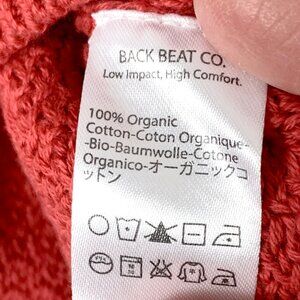 BACK BEAT CO.
Low Impact, High Comfort.
100% Organic
Cotton-Coton Organique-
-Bio-Baumwolle-Cotone
Organico-オーガニックコ
ットン